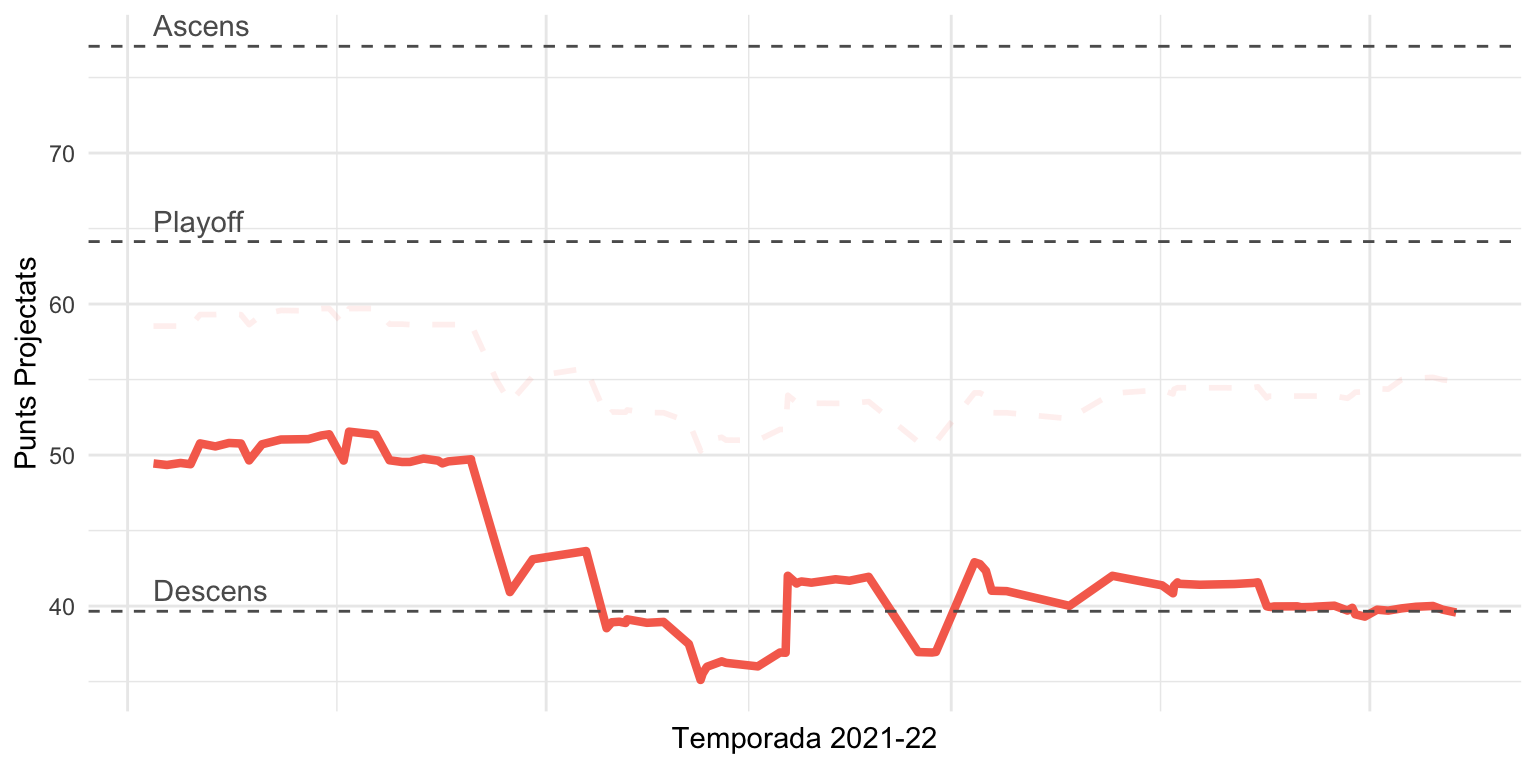 Ascens
70
Playoff
60
Punts Projectats
50
Descens
40
Temporada 2021-22